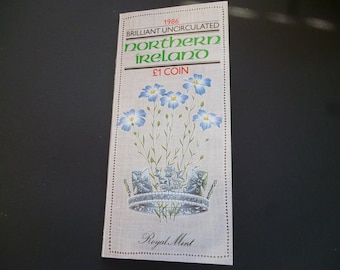 1986
BRILLIANT UNCIRCULATED
northern
ireland
£1 COIN
Royal Mint